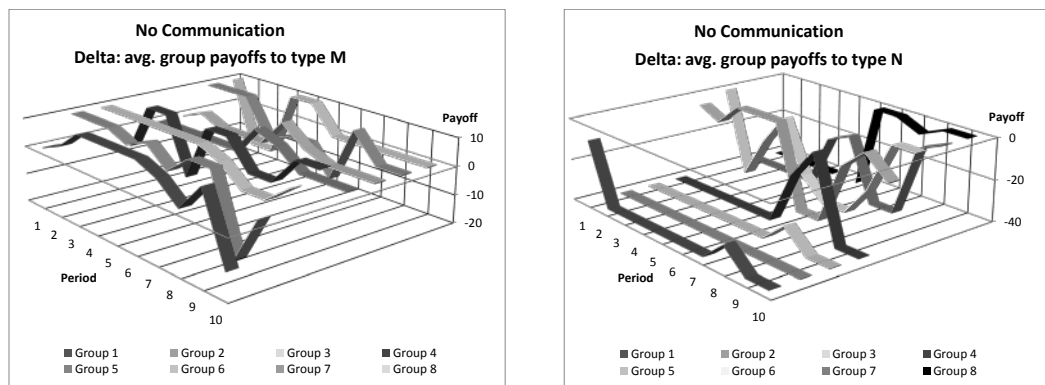 No Communication
Delta: avg. group payoffs to type M
Payoff
10
0
-10
-20
1
2
3
4
5
6
7
8
9
10
Period
Group 1 Group 2 Group 3 Group 4
Group 5 Group 6 Group 7 Group 8
No Communication
Delta: avg. group payoffs to type N
Payoff
0
-20
-40
1
2
3
4
5
6
7
8
9
10
Period
Group 1 Group 2 Group 3 Group 4
Group 5 Group 6 Group 7 Group 8